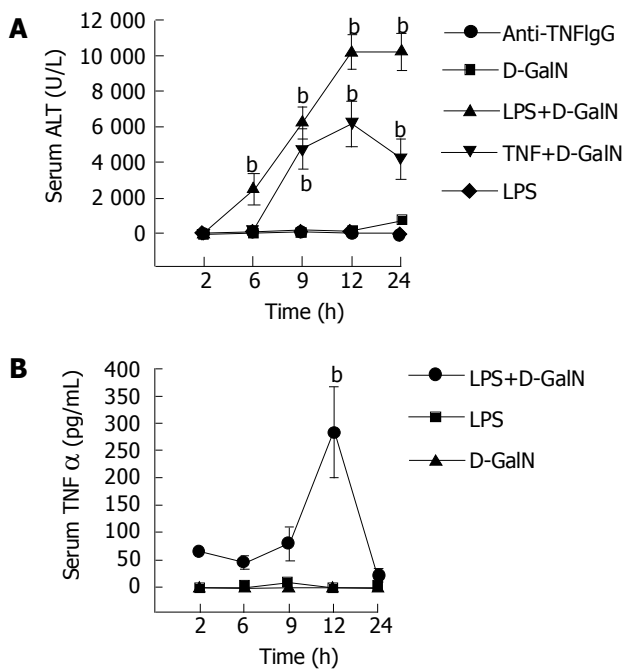 A
Serum ALT (U/L)
12 000
10 000
8 000
6 000
4 000
2 000
0
b
b
b
b
b
b
b
2
6
9
12
24
Time (h)
Anti-TNFIgG
D-GalN
LPS+D-GalN
TNF+D-GalN
LPS
B
Serum TNF α (pg/mL)
400
350
300
250
200
150
100
50
0
b
2
6
9
12
24
Time (h)
LPS+D-GalN
LPS
D-GalN